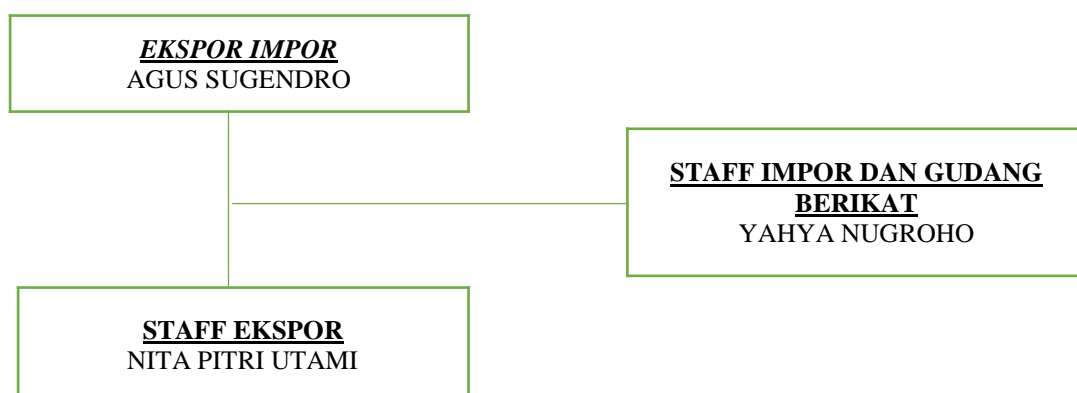 EKSPOR IMPOR
AGUS SUGENDRO
STAFF IMPOR DAN GUDANG
BERIKAT
YAHYA NUGROHO
STAFF EKSPOR
NITA PITRI UTAMI